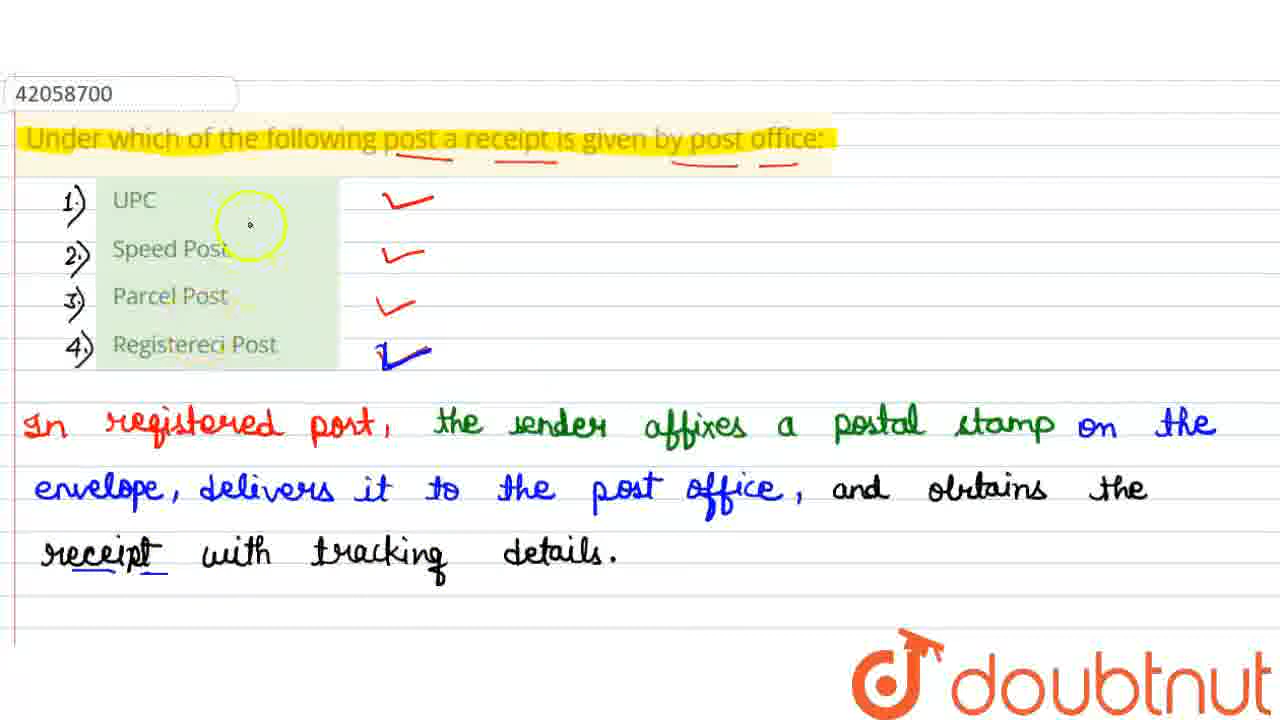 42058700
Under which of the following post a receipt is given by post office:
1.) UPC
2.) Speed Post
3.) Parcel Post
4.) Registereci Post
In registered port, the sender affixes a postal stamp on the
envelope, delivers it to the post office, and obtains the
receipt with tracking details.
doubtnut